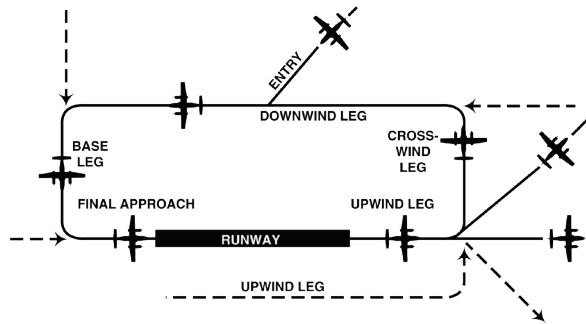 ENTRY
DOWNWIND LEG
BASE
LEG
CROSS-
WIND
LEG
FINAL APPROACH
UPWIND LEG
RUNWAY
UPWIND LEG